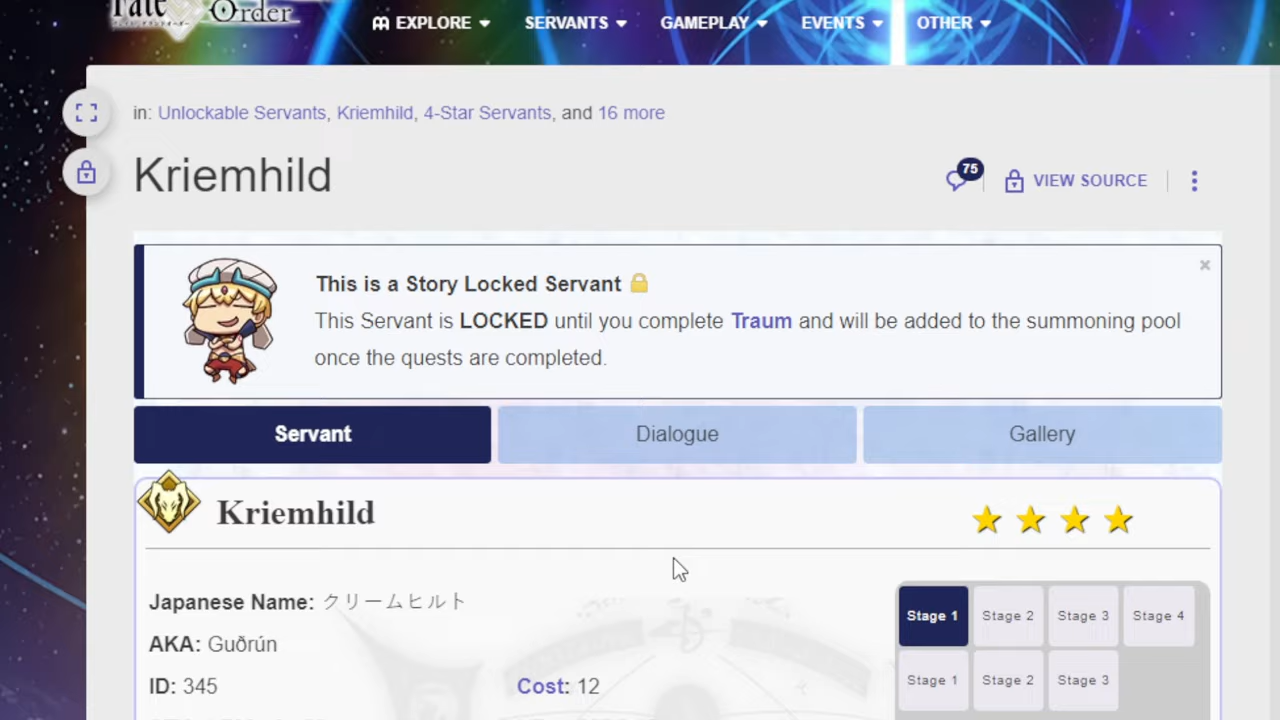 Fate
Order
EXPLORE SERVANTS GAMEPLAY EVENTS OTHER
in: Unlockable Servants, Kriemhild, 4-Star Servants, and 16 more
Kriemhild
75
VIEW SOURCE
This is a Story Locked Servant
×
This Servant is LOCKED until you complete Traum and will be added to the summoning pool
once the quests are completed.
Servant Dialogue Gallery
Kriemhild
Japanese Name: クリームヒルト
Stage 1 Stage 2 Stage 3 Stage 4
AKA: Guðrún
ID: 345 Cost: 12
Stage 1 Stage 2 Stage 3